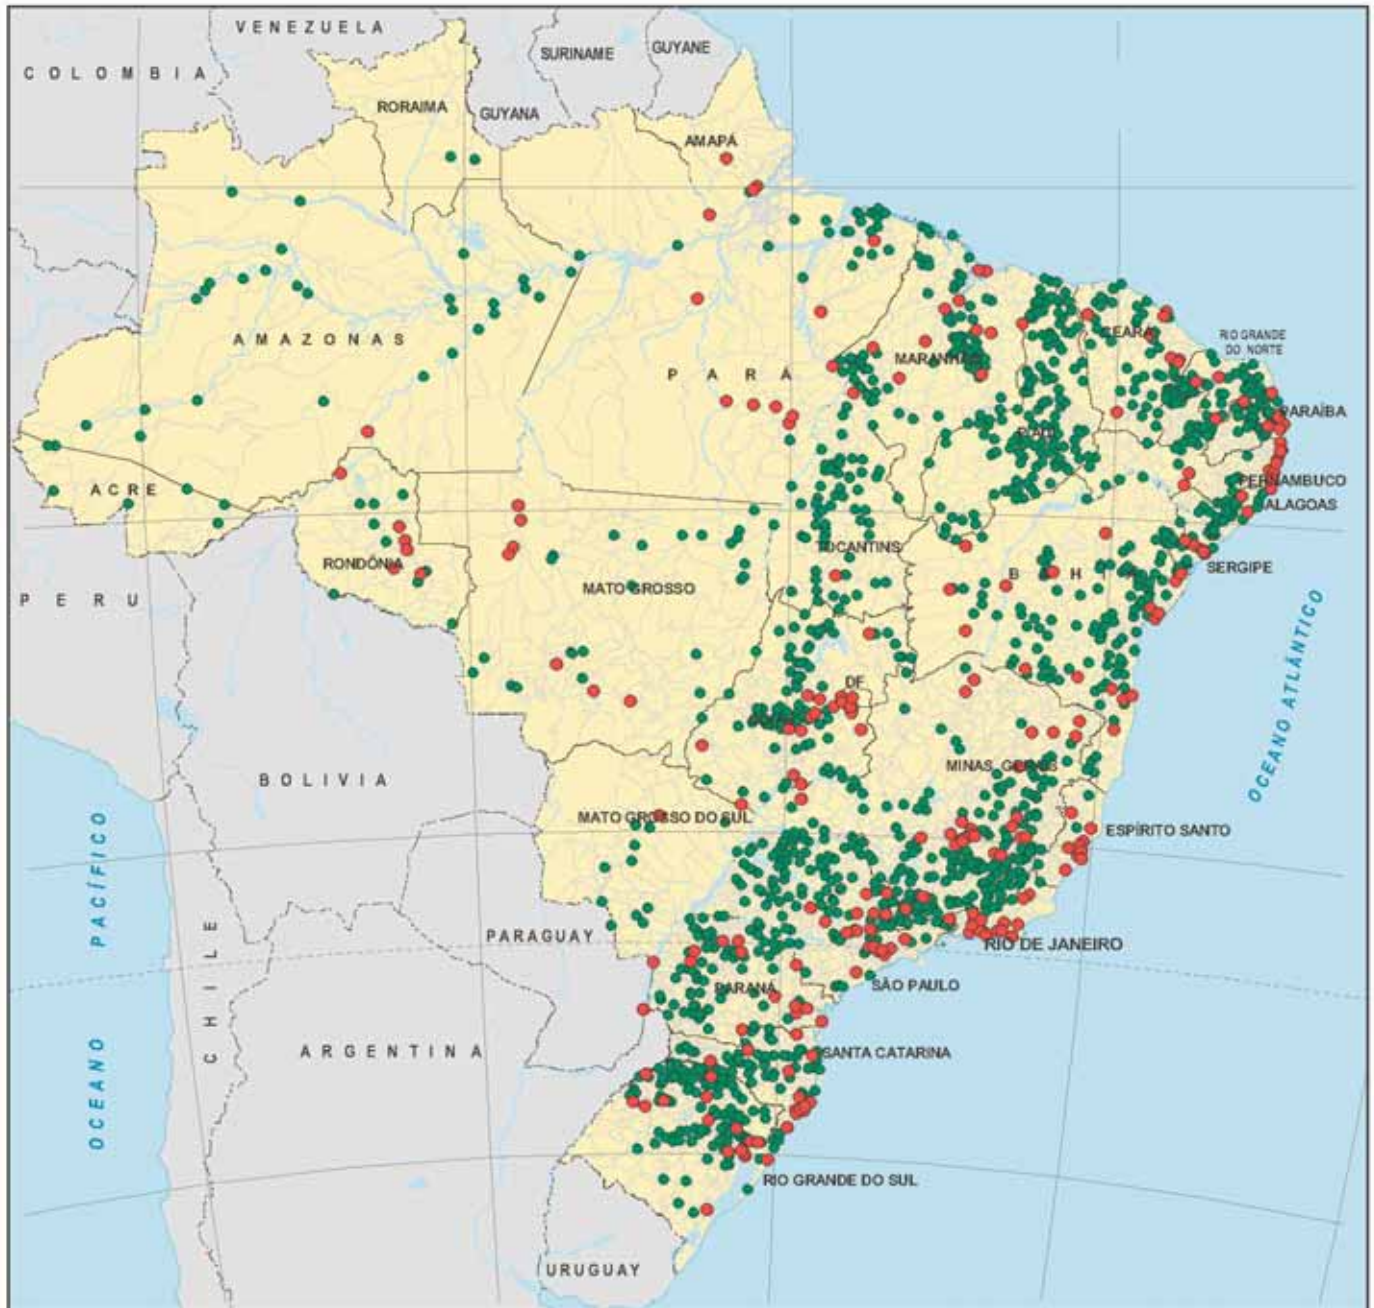 VENEZUELA
SURINAME
GUYANE
COLOMBIA
RORAIMA
GUYANA
AMAPÁ
AMAZONAS
PARÁ
MARANHÃO
CEARÁ
RIO GRANDE
DO NORTE
PARAÍBA
PIAUÍ
PERNAMBUCO
ALAGOAS
ACRE
TOCANTINS
SERGIPE
RONDÔNIA
MATO GROSSO
BAHIA
PERU
OCEANO ATLÂNTICO
DF
BOLIVIA
MINAS GERAIS
MATO GROSSO DO SUL
ESPÍRITO SANTO
OCEANO PACÍFICO
CHILE
PARAGUAY
RIO DE JANEIRO
PARANÁ
SÃO PAULO
ARGENTINA
SANTA CATARINA
RIO GRANDE DO SUL
URUGUAY